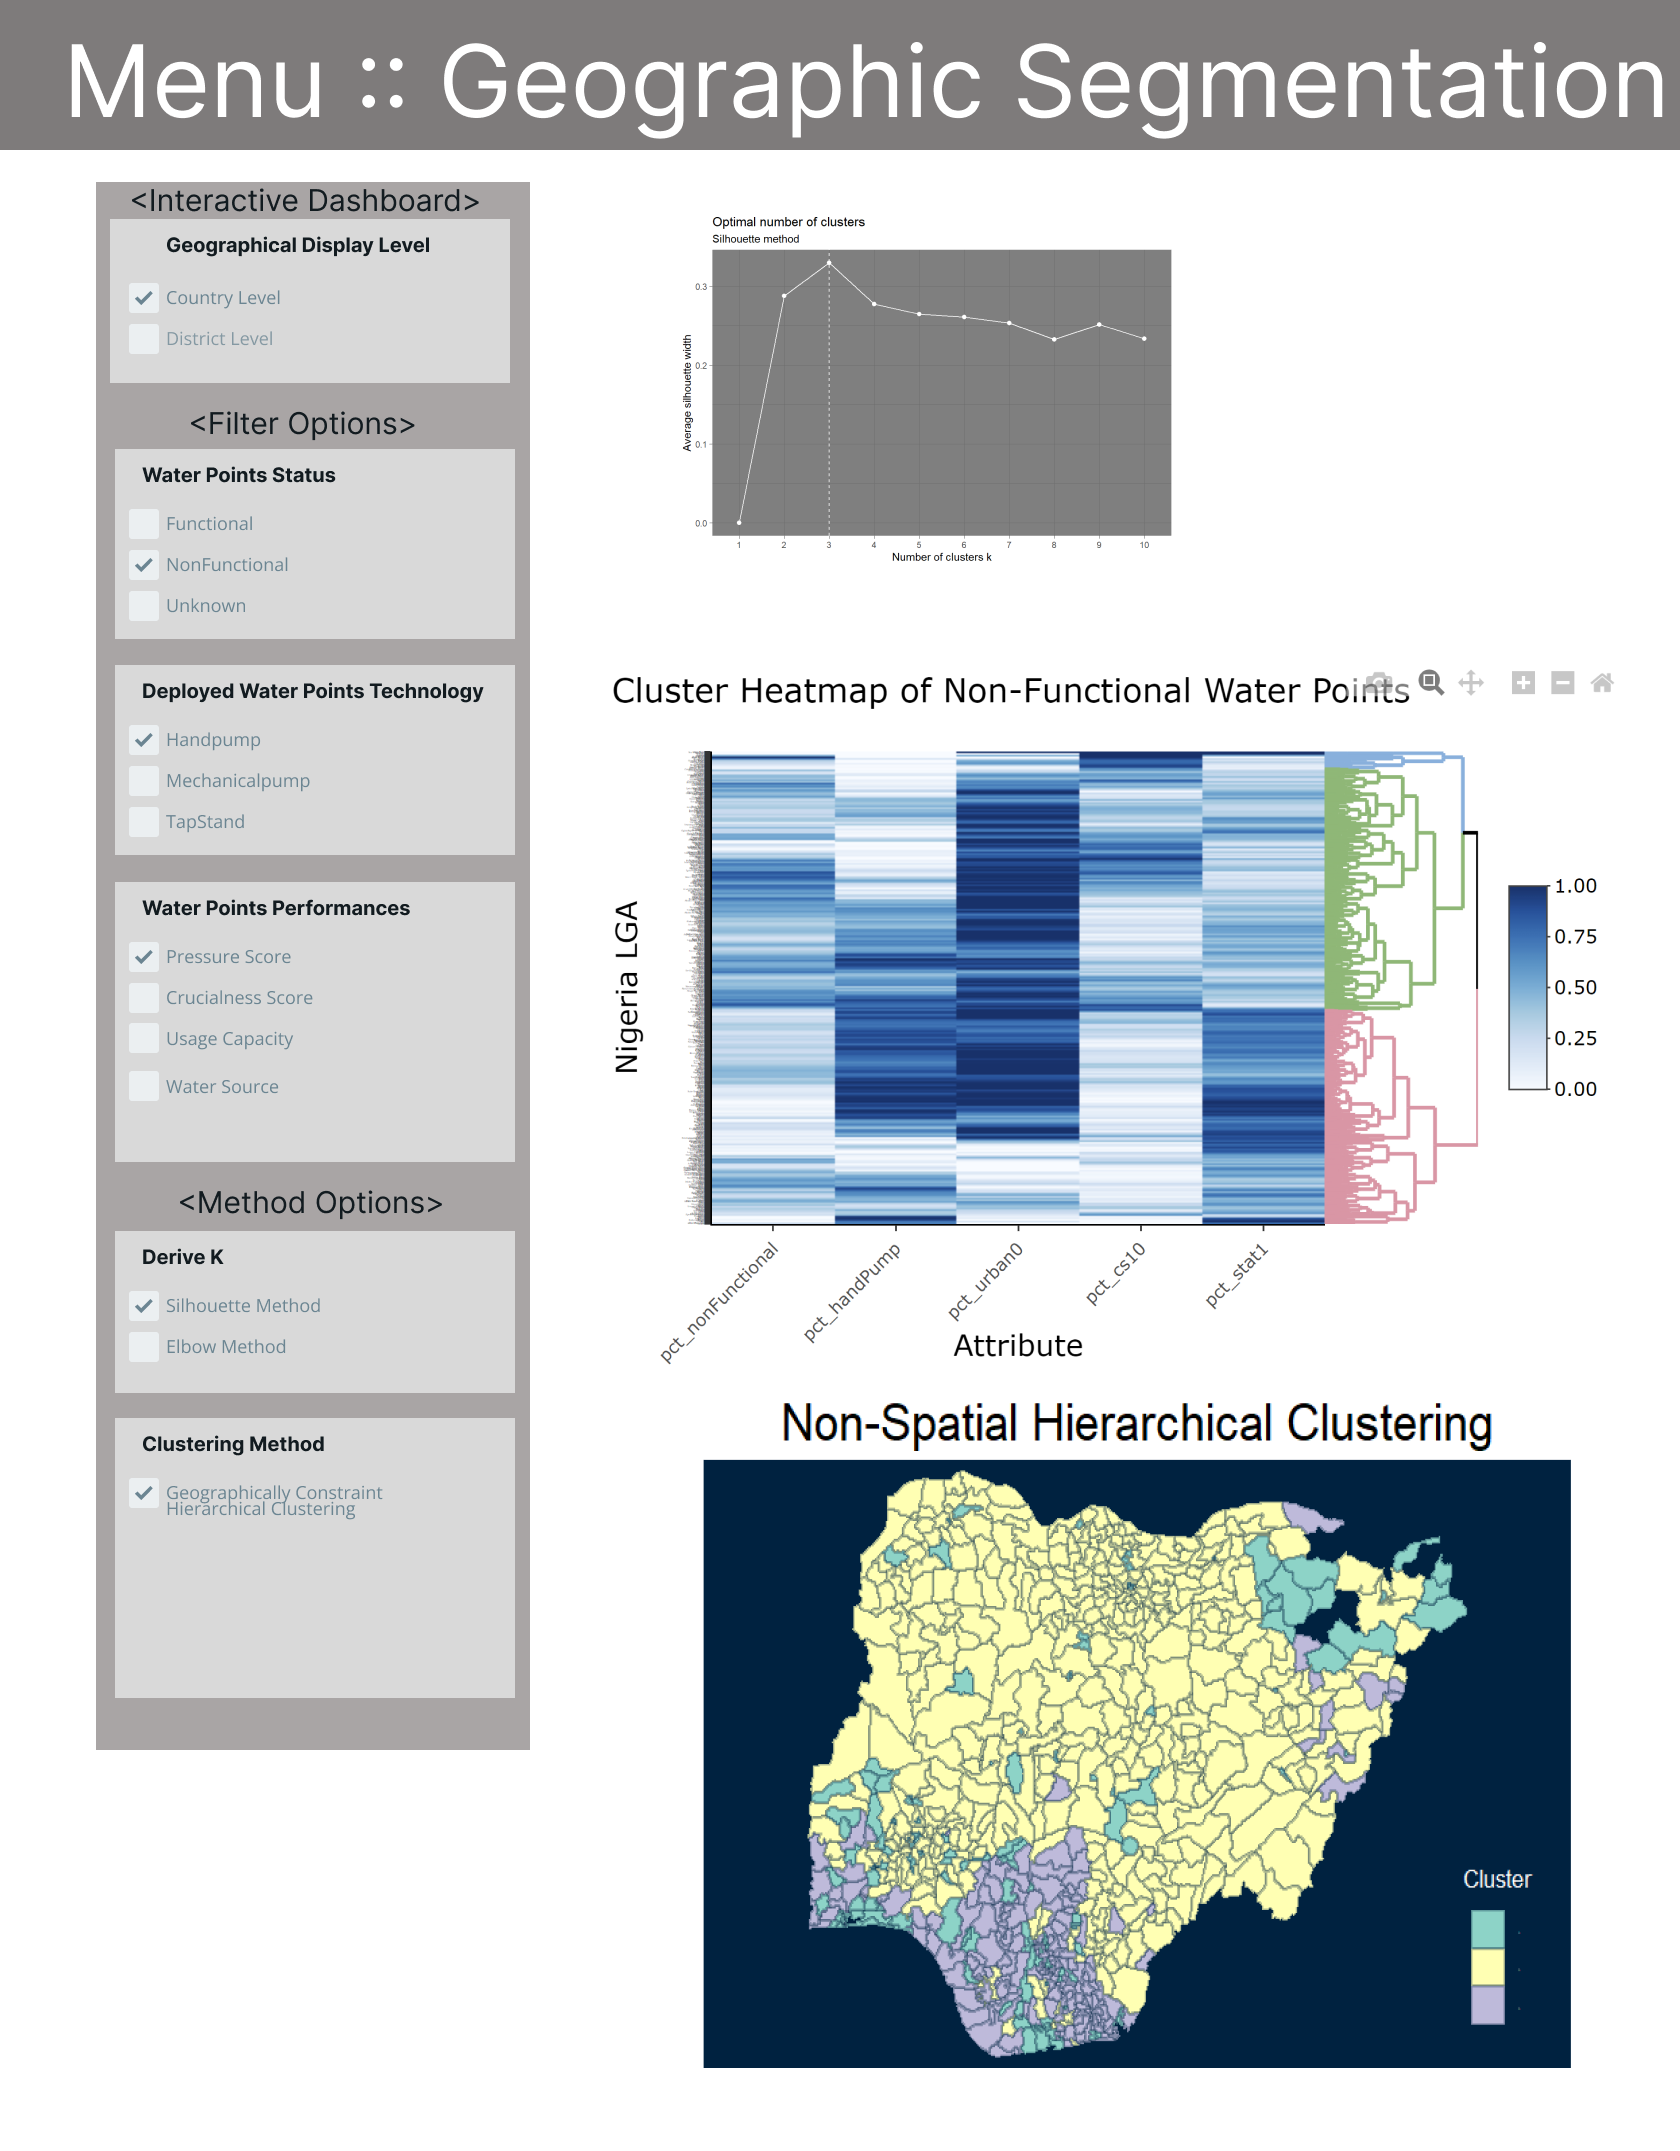 Menu :: Geographic Segmentation
<Interactive Dashboard>
Geographical Display Level
Country Level
District Level
<Filter Options>
Water Points Status
Functional
NonFunctional
Unknown
Deployed Water Points Technology
Handpump
Mechanicalpump
TapStand
Water Points Performances
Pressure Score
Crucialness Score
Usage Capacity
Water Source
<Method Options>
Derive K
Silhouette Method
Elbow Method
Clustering Method
Geographically Constraint
Hierarchical Clustering
Optimal number of clusters
Silhouette method
Average silhouette width
0.3
0.2
0.1
0.0
1 2 3 4 5 6 7 8 9 10
Number of clusters k
Cluster Heatmap of Non-Functional Water Points
Nigeria LGA
1.00
0.75
0.50
0.25
0.00
pct_nonFunctional
pct_handPump
pct_urban0
pct_cs10
pct_stat1
Attribute
Non-Spatial Hierarchical Clustering
Cluster